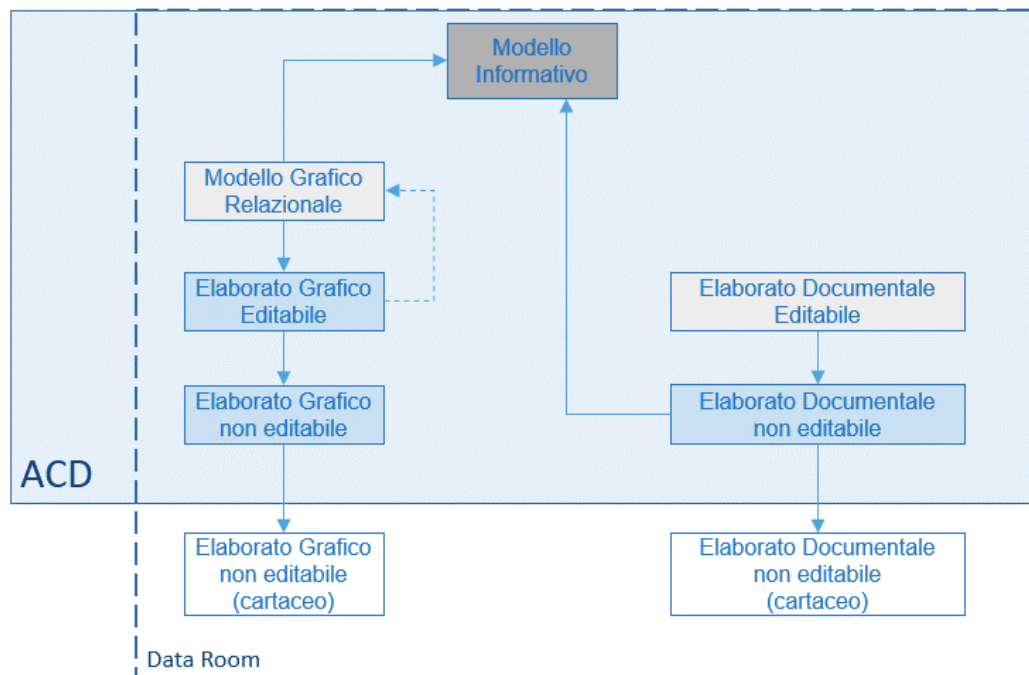 Modello
Informativo
Modello Grafico
Relazionale
Elaborato Grafico
Editabile
Elaborato Documentale
Editabile
Elaborato Grafico
non editabile
Elaborato Documentale
non editabile
ACD
Elaborato Grafico
non editabile
(cartaceo)
Elaborato Documentale
non editabile
(cartaceo)
Data Room